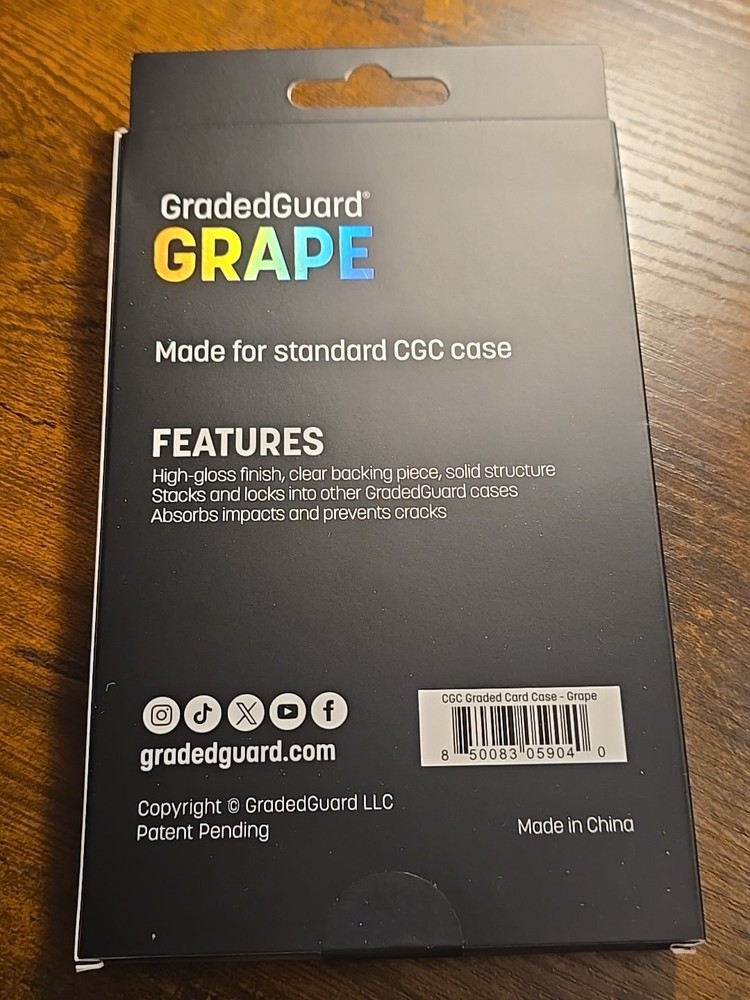 GradedGuard®
GRAPE
Made for standard CGC case
FEATURES
High-gloss finish, clear backing piece, solid structure
Stacks and locks into other GradedGuard cases
Absorbs impacts and prevents cracks
gradedguard.com
CGC Graded Card Case - Grape
8 50083 05904 0
Copyright © GradedGuard LLC
Patent Pending
Made in China